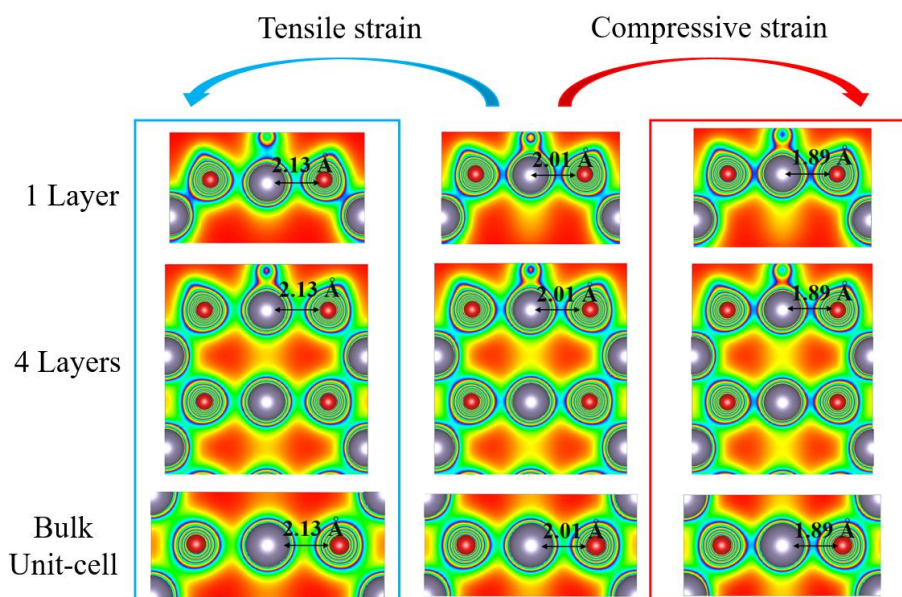 Tensile strain
Compressive strain
1 Layer
2.13 Å
2.01 Å
1.89 Å
4 Layers
2.13 Å
2.01 Å
1.89 Å
Bulk
Unit-cell
2.13 Å
2.01 Å
1.89 Å